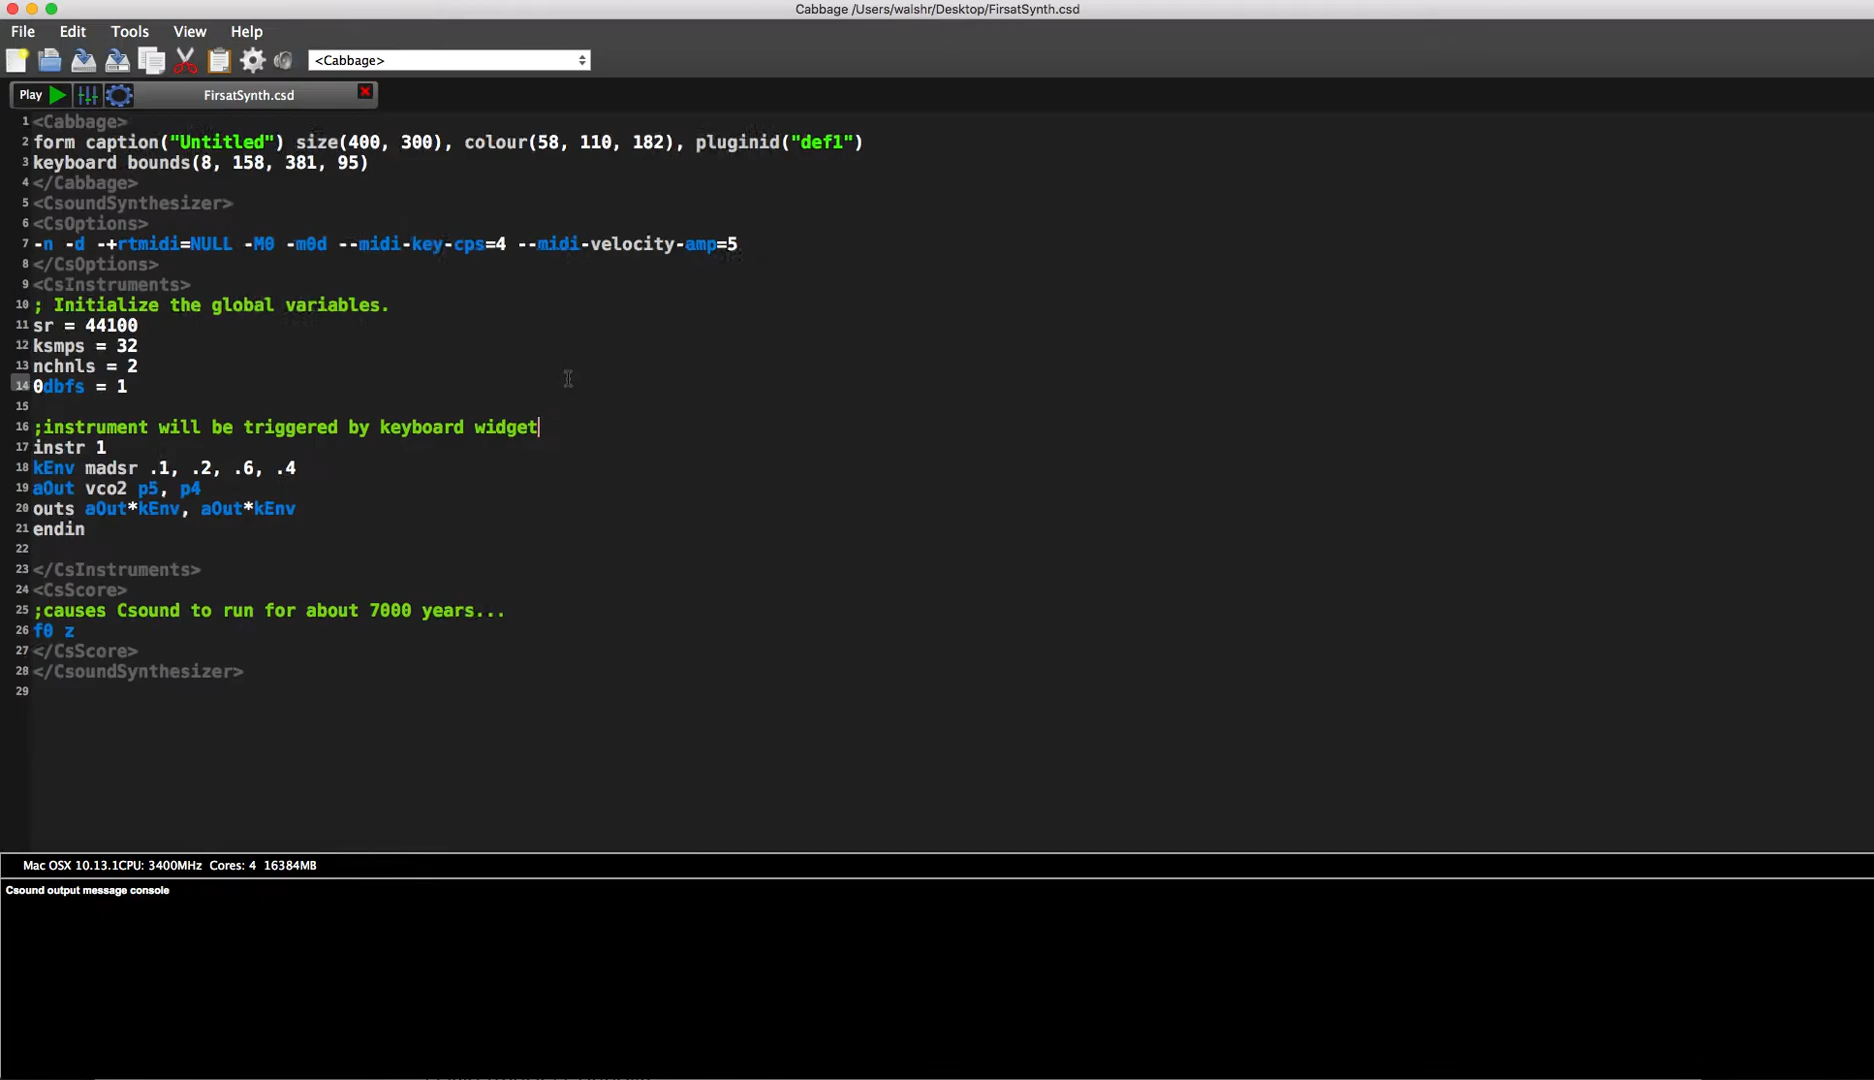 Cabbage /Users/walshr/Desktop/FirsatSynth.csd
File Edit Tools View Help
<Cabbage>
Play FirsatSynth.csd
1 <Cabbage>
2 form caption("Untitled") size(400, 300), colour(58, 110, 182), pluginid("def1")
3 keyboard bounds(8, 158, 381, 95)
4 </Cabbage>
5 <CsoundSynthesizer>
6 <CsOptions>
7 -n -d -+rtmidi=NULL -M0 -m0d --midi-key-cps=4 --midi-velocity-amp=5
8 </CsOptions>
9 <CsInstruments>
10 ; Initialize the global variables.
11 sr = 44100
12 ksmps = 32
13 nchnls = 2
14 0dbfs = 1
15
16 ;instrument will be triggered by keyboard widget
17 instr 1
18 kEnv madsr .1, .2, .6, .4
19 aOut vco2 p5, p4
20 outs aOut*kEnv, aOut*kEnv
21 endin
22
23 </CsInstruments>
24 <CsScore>
25 ;causes Csound to run for about 7000 years...
26 f0 z
27 </CsScore>
28 </CsoundSynthesizer>
29
Mac OSX 10.13.1CPU: 3400MHz Cores: 4 16384MB
Csound output message console